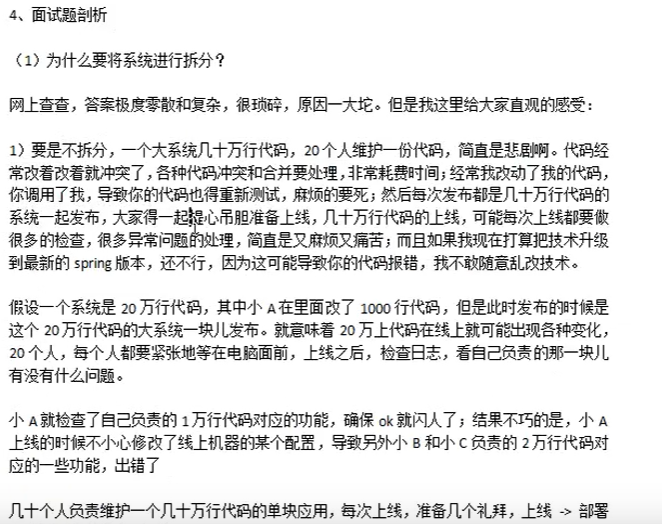 4、面试题剖析
（1）为什么要将系统进行拆分？
网上查查，答案极度零散和复杂，很琐碎，原因一大坨。但是我这里给大家直观的感受：
1）要是不拆分，一个大系统几十万行代码，20 个人维护一份代码，简直是悲剧啊。代码经
常改着改着就冲突了，各种代码冲突和合并要处理，非常耗费时间；经常我改动了我的代码，
你调用了我，导致你的代码也得重新测试，麻烦的要死；然后每次发布都是几十万行代码的
系统一起发布，大家得一起提心吊胆准备上线，几十万行代码的上线，可能每次上线都要做
很多的检查，很多异常问题的处理，简直是又麻烦又痛苦；而且如果我现在打算把技术升级
到最新的 spring 版本，还不行，因为这可能导致你的代码报错，我不敢随意乱改技术。
假设一个系统是 20 万行代码，其中小 A 在里面改了 1000 行代码，但是此时发布的时候是
这个 20 万行代码的大系统一块儿发布。就意味着 20 万上代码在线上就可能出现各种变化，
20 个人，每个人都要紧张地等在电脑面前，上线之后，检查日志，看自己负责的那一块儿
有没有什么问题。
小 A 就检查了自己负责的 1 万行代码对应的功能，确保 ok 就闪人了；结果不巧的是，小 A
上线的时候不小心修改了线上机器的某个配置，导致另外小 B 和小 C 负责的 2 万行代码对
应的一些功能，出错了
几十个人负责维护一个几十万行代码的单块应用，每次上线，准备几个礼拜，上线 -> 部署